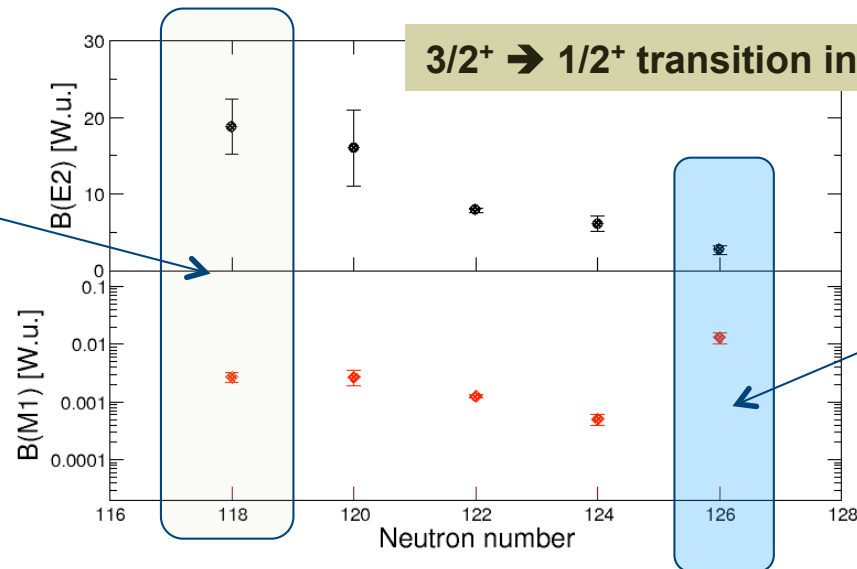 3/2⁺ ➔ 1/2⁺ transition in
30
20
10
0
B(E2) [W.u.]
0.1
0.01
0.001
0.0001
B(M1) [W.u.]
116 118 120 122 124 126 128
Neutron number